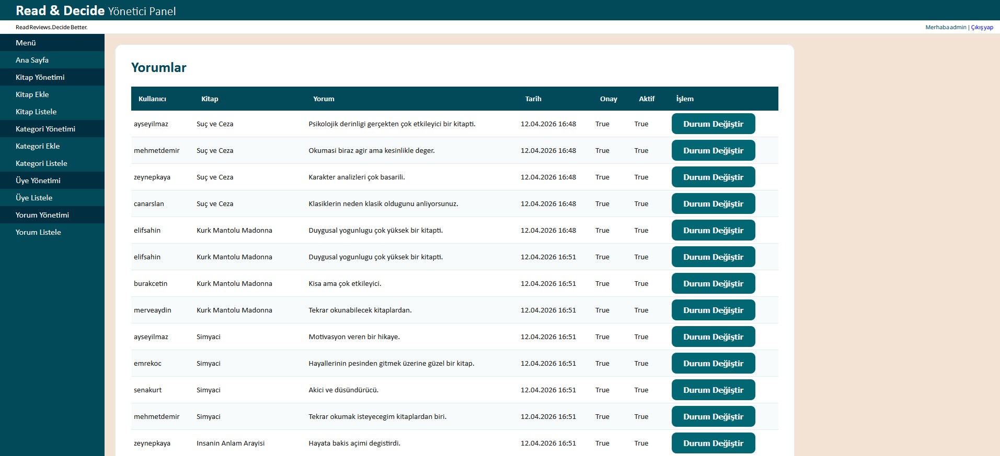 Read & Decide Yönetici Panel
Read Reviews.Decide Better.
Merhaba admin | Çıkış yap
Menü
Ana Sayfa
Kitap Yönetimi
Kitap Ekle
Kitap Listele
Kategori Yönetimi
Kategori Ekle
Kategori Listele
Üye Yönetimi
Üye Listele
Yorum Yönetimi
Yorum Listele
Yorumlar
Kullanıcı Kitap Yorum Tarih Onay Aktif İşlem
ayseyilmaz Suç ve Ceza Psikolojik derinligi gerçekten çok etkileyici bir kitapti. 12.04.2026 16:48 True True Durum Değiştir
mehmetdemir Suç ve Ceza Okumasi biraz agir ama kesinlikle deger. 12.04.2026 16:48 True True Durum Değiştir
zeynepkaya Suç ve Ceza Karakter analizleri çok basarili. 12.04.2026 16:48 True True Durum Değiştir
canarslan Suç ve Ceza Klasiklerin neden klasik oldugunu anliyorsunuz. 12.04.2026 16:48 True True Durum Değiştir
elifsahin Kurk Mantolu Madonna Duygusal yogunlugu çok yüksek bir kitapti. 12.04.2026 16:48 True True Durum Değiştir
elifsahin Kurk Mantolu Madonna Duygusal yogunlugu çok yüksek bir kitapti. 12.04.2026 16:51 True True Durum Değiştir
burakcetin Kurk Mantolu Madonna Kisa ama çok etkileyici. 12.04.2026 16:51 True True Durum Değiştir
merveaydin Kurk Mantolu Madonna Tekrar okunabilecek kitaplardan. 12.04.2026 16:51 True True Durum Değiştir
ayseyilmaz Simyaci Motivasyon veren bir hikaye. 12.04.2026 16:51 True True Durum Değiştir
emrekoc Simyaci Hayallerinin pesinden gitmek üzerine güzel bir kitap. 12.04.2026 16:51 True True Durum Değiştir
senakurt Simyaci Akici ve düsündürücü. 12.04.2026 16:51 True True Durum Değiştir
mehmetdemir Simyaci Tekrar okumak isteyecegim kitaplardan biri. 12.04.2026 16:51 True True Durum Değiştir
zeynepkaya Insanin Anlam Arayisi Hayata bakis açimi degistirdi. 12.04.2026 16:51 True True Durum Değiştir